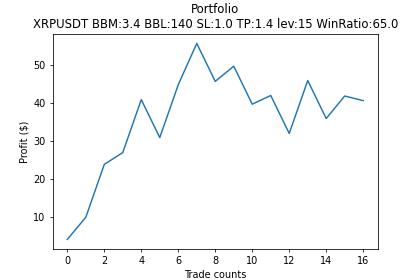 Portfolio
XRPUSDT BBM:3.4 BBL:140 SL:1.0 TP:1.4 lev:15 WinRatio:65.0
50
40
30
20
10
Profit ($)
0 2 4 6 8 10 12 14 16
Trade counts